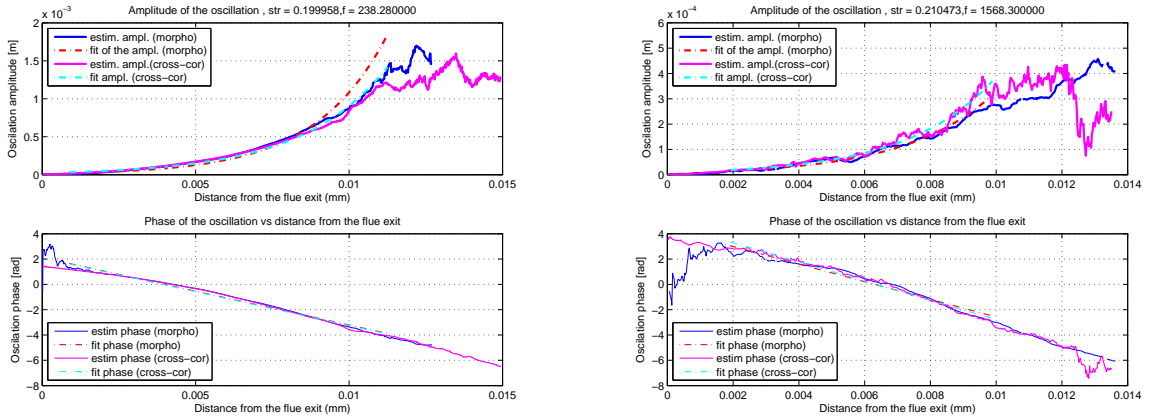 Amplitude of the oscillation , str = 0.199958,f = 238.280000
x 10−3
Oscilation amplitude [m]
2
1.5
1
0.5
0
estim. ampl. (morpho)
fit of the ampl. (morpho)
estim. ampl.(cross−cor)
fit ampl. (cross−cor)
0 0.005 0.01 0.015
Distance from the flue exit (mm)
Phase of the oscillation vs distance from the flue exit
Oscilation phase [rad]
4
2
0
−2
−4
−6
−8
estim phase (morpho)
fit phase (morpho)
estim phase (cross−cor)
fit phase (cross−cor)
0 0.005 0.01 0.015
Distance from the flue exit (mm)
Amplitude of the oscillation , str = 0.210473,f = 1568.300000
x 10−4
Oscilation amplitude [m]
6
5
4
3
2
1
0
estim. ampl. (morpho)
fit of the ampl. (morpho)
estim. ampl.(cross−cor)
fit ampl. (cross−cor)
0 0.002 0.004 0.006 0.008 0.01 0.012 0.014
Distance from the flue exit (mm)
Phase of the oscillation vs distance from the flue exit
Oscilation phase [rad]
4
2
0
−2
−4
−6
−8
estim phase (morpho)
fit phase (morpho)
estim phase (cross−cor)
fit phase (cross−cor)
0 0.002 0.004 0.006 0.008 0.01 0.012 0.014
Distance from the flue exit (mm)